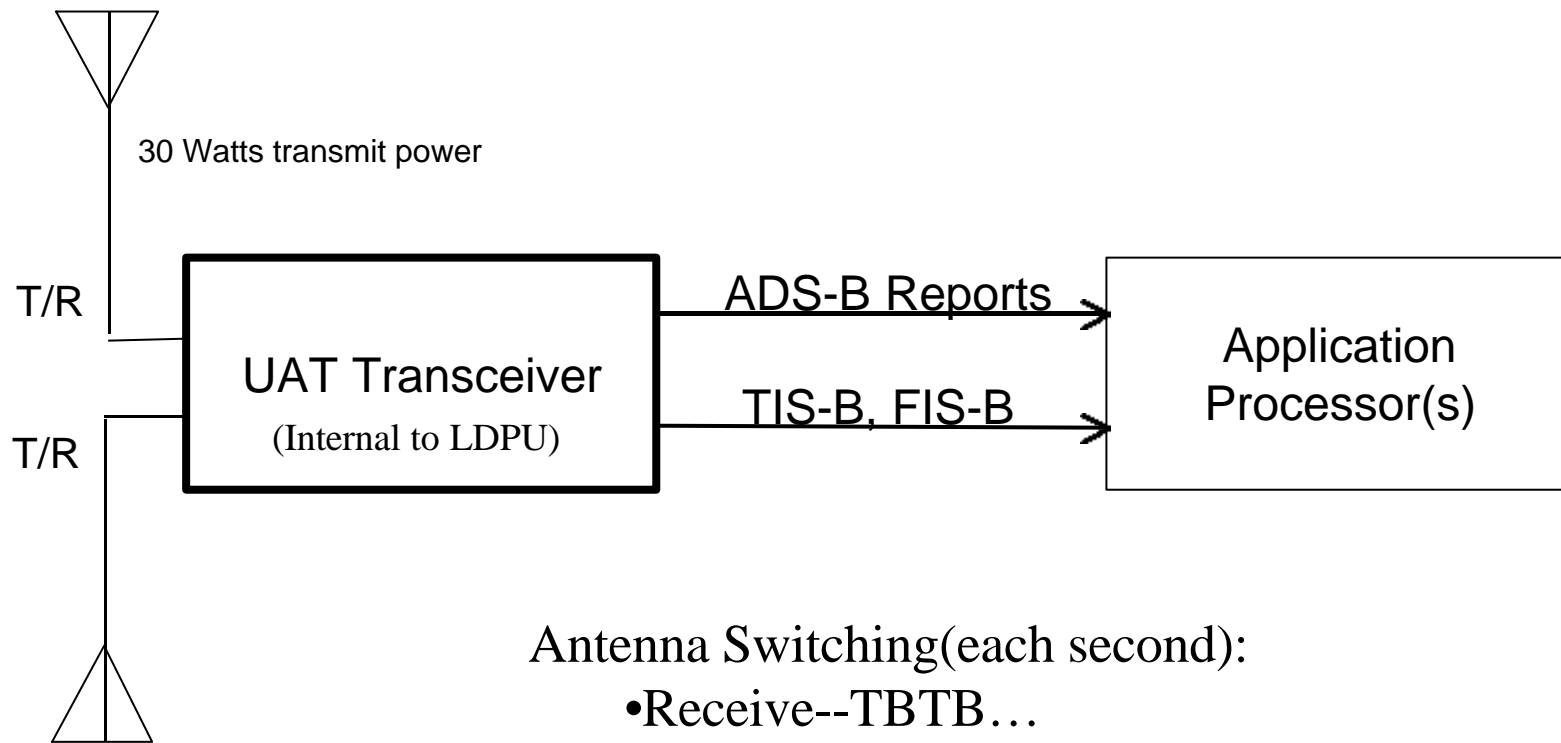 30 Watts transmit power
T/R
ADS-B Reports
UAT Transceiver
(Internal to LDPU)
TIS-B, FIS-B
Application
Processor(s)
T/R
Antenna Switching(each second):
•Receive--TBTB…